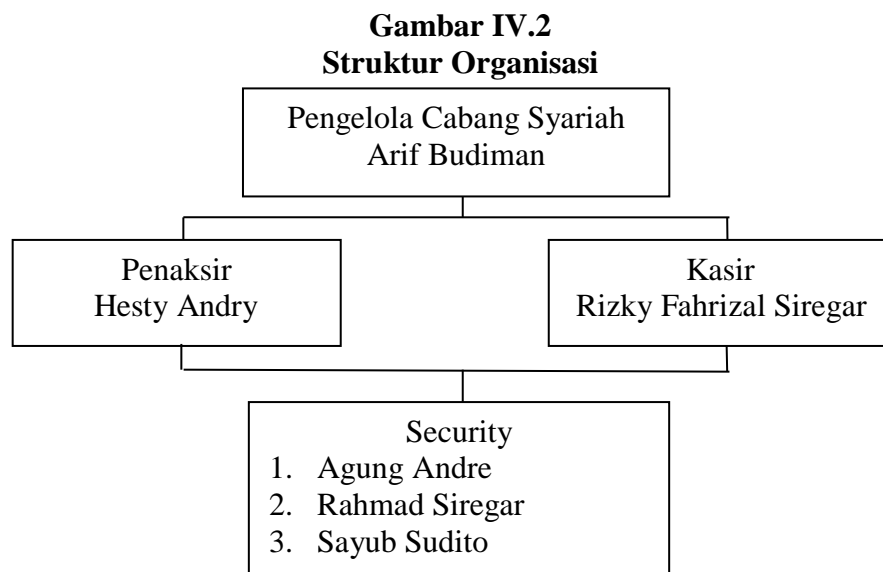 Gambar IV.2
Struktur Organisasi
Pengelola Cabang Syariah
Arif Budiman
Penaksir
Hesty Andry
Kasir
Rizky Fahrizal Siregar
Security
1. Agung Andre
2. Rahmad Siregar
3. Sayub Sudito